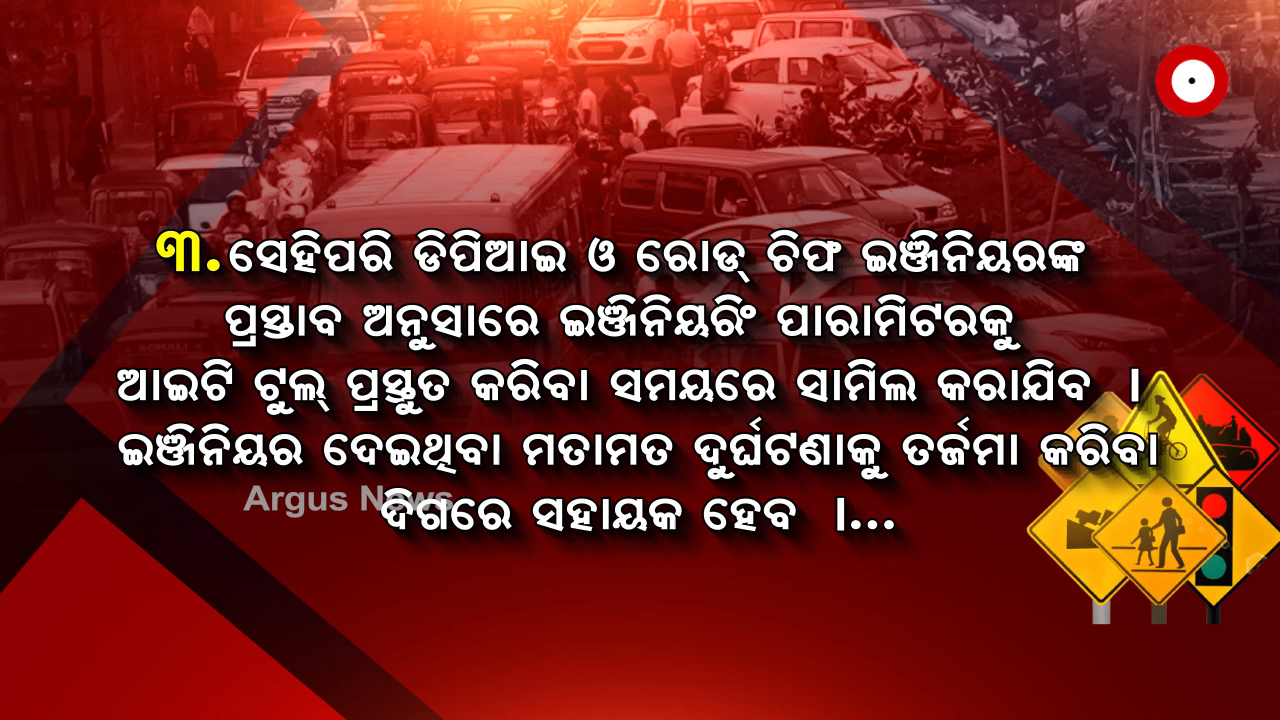 ୩. ସେହିପରି ଡିପିଆଇ ଓ ରୋଡ୍ ଚିଫ ଇଞ୍ଜିନିୟରଙ୍କ
ପ୍ରସ୍ତାବ ଅନୁସାରେ ଇଞ୍ଜିନିୟରିଂ ପାରାମିଟରକୁ
ଆଇଟି ଟୁଲ୍ ପ୍ରସ୍ତୁତ କରିବା ସମୟରେ ସାମିଲ କରାଯିବ ।
ଇଞ୍ଜିନିୟର ଦେଇଥିବା ମତାମତ ଦୁର୍ଘଟଣାକୁ ତର୍ଜମା କରିବା
ଦିଗରେ ସହାୟକ ହେବ ।...
Argus News